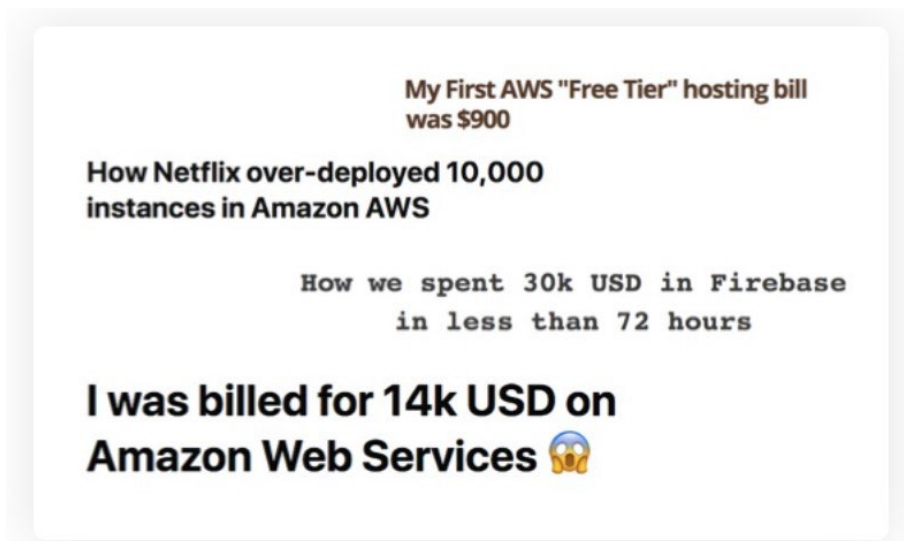 My First AWS "Free Tier" hosting bill
was $900
How Netflix over-deployed 10,000
instances in Amazon AWS
How we spent 30k USD in Firebase
in less than 72 hours
I was billed for 14k USD on
Amazon Web Services 😱